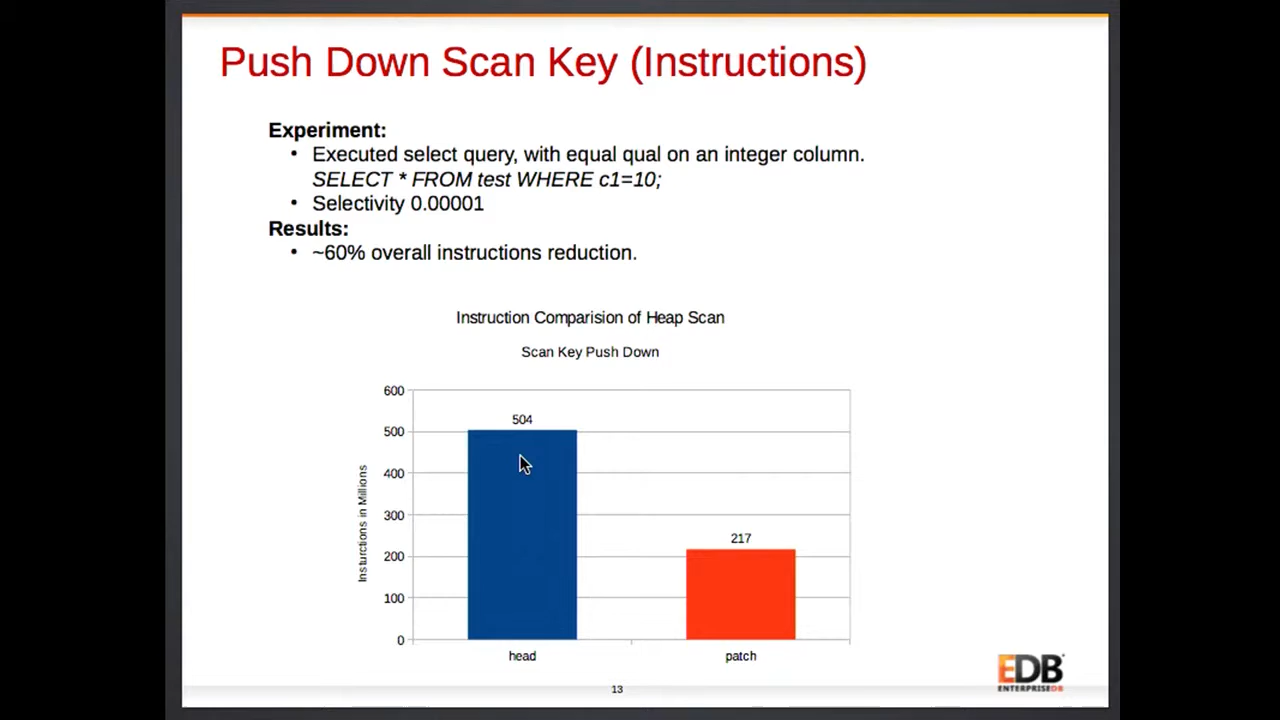 Push Down Scan Key (Instructions)
Experiment:
• Executed select query, with equal qual on an integer column.
SELECT * FROM test WHERE c1=10;
• Selectivity 0.00001
Results:
• ~60% overall instructions reduction.
Instruction Comparision of Heap Scan
Scan Key Push Down
600
500
400
300
200
100
0
Insturctions in Millions
504
217
head
patch
13
EDB
ENTERPRISEDB